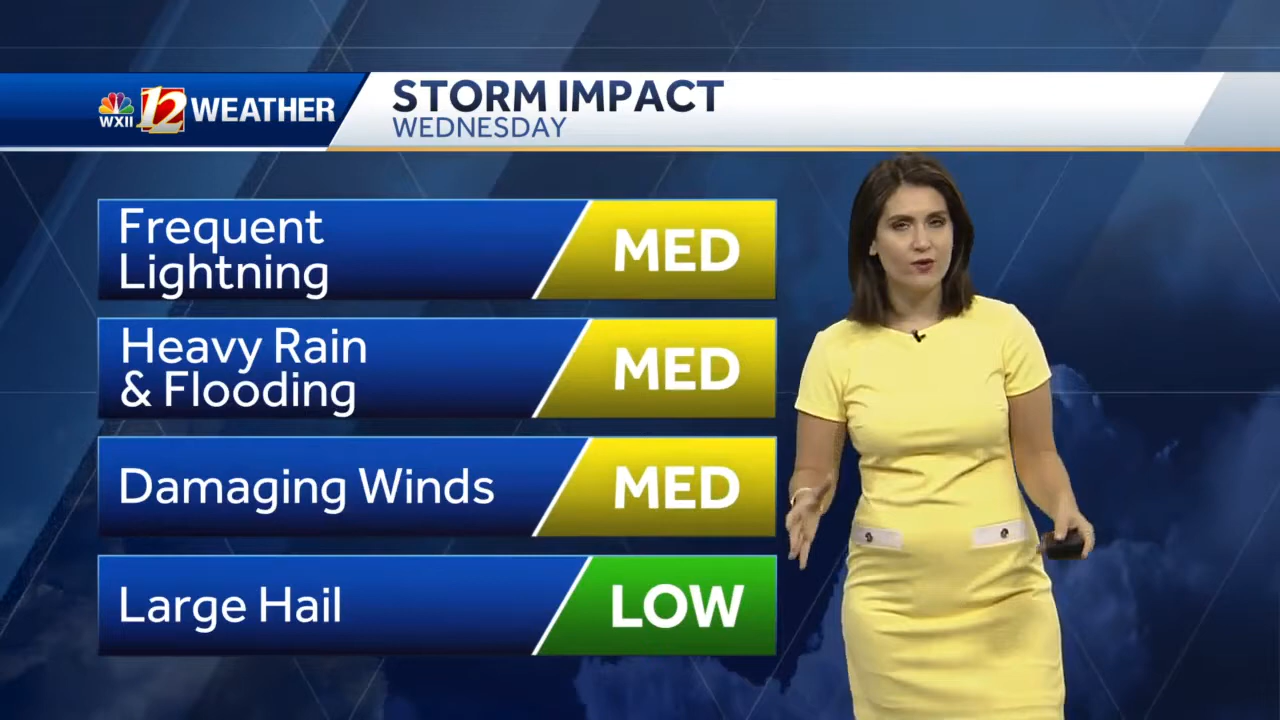 WXII 12 WEATHER
STORM IMPACT
WEDNESDAY
Frequent
Lightning
MED
Heavy Rain
& Flooding
MED
Damaging Winds
MED
Large Hail
LOW